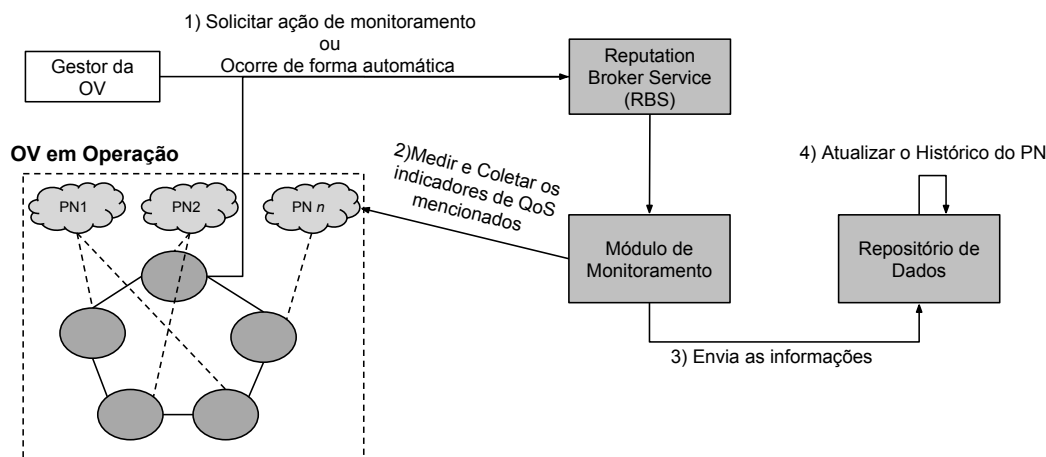 1) Solicitar ação de monitoramento
ou
Ocorre de forma automática
Gestor da
OV
Reputation
Broker Service
(RBS)
OV em Operação
2)Medir e Coletar os
indicadores de QoS
mencionados
4) Atualizar o Histórico do PN
PN1
PN2
PN n
Módulo de
Monitoramento
Repositório de
Dados
3) Envia as informações